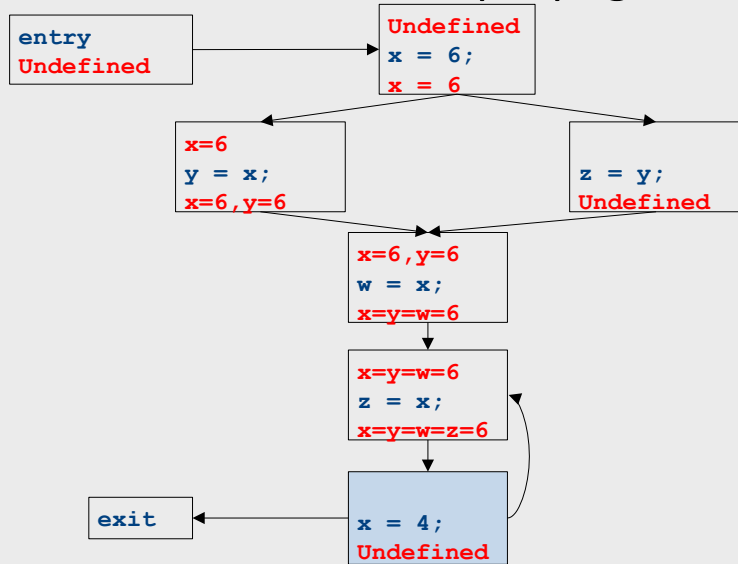 entry
Undefined
Undefined
x = 6;
x = 6
x=6
y = x;
x=6,y=6
z = y;
Undefined
x=6,y=6
w = x;
x=y=w=6
x=y=w=6
z = x;
x=y=w=z=6
x = 4;
Undefined
exit